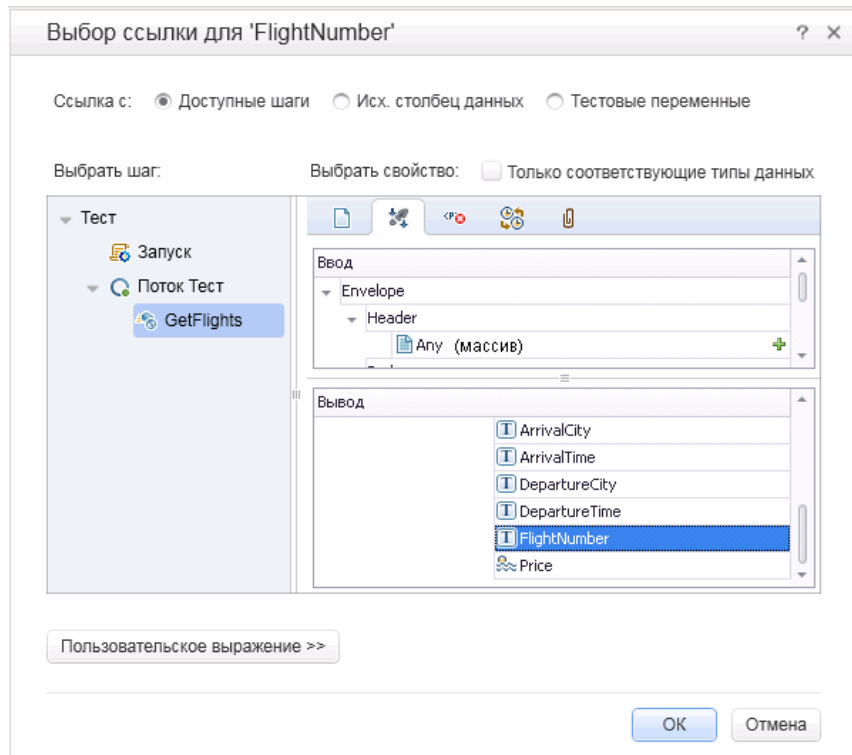 Выбор ссылки для 'FlightNumber' ?
Ссылка с: Доступные шаги Исх. столбец данных Тестовые переменные
Выбрать шаг: Выбрать свойство: Только соответствующие типы данных
Тест
Запуск
Поток Тест
GetFlights
<P>
Ввод
Envelope
Header
Any (массив)
Вывод
ArrivalCity
ArrivalTime
DepartureCity
DepartureTime
FlightNumber
Price
Пользовательское выражение >>
ОК Отмена